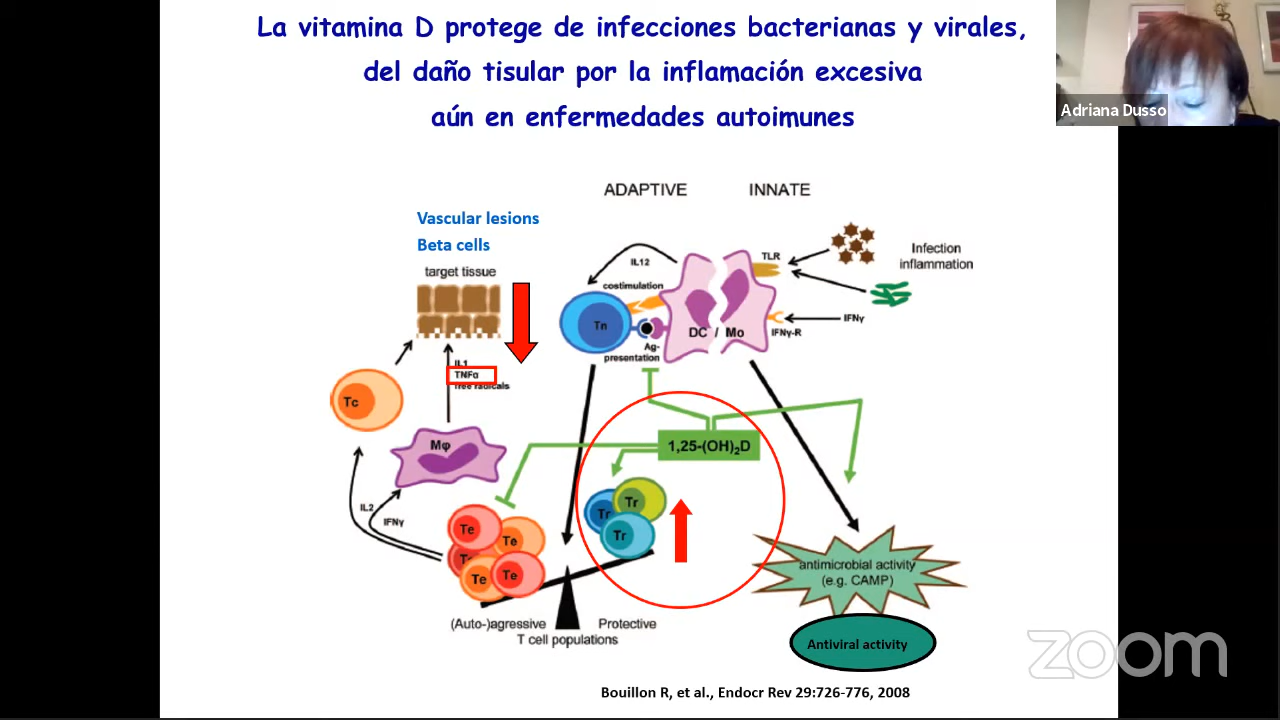 La vitamina D protege de infecciones bacterianas y virales,
del daño tisular por la inflamación excesiva
aún en enfermedades autoimunes
Adriana Dusso
ADAPTIVE
INNATE
Vascular lesions
Beta cells
target tissue
IL12
costimulation
TLR
Infection
inflammation
Tn
DC / Mo
IFNγ-R
IFNγ
Ag-
presentation
IL1
TNFα
free radicals
Tc
Mφ
1,25-(OH)₂D
IL2
IFNγ
Te
Te
Te
Te
Te
Tr
Tr
Tr
antimicrobial activity
(e.g. CAMP)
(Auto-)agressive
Protective
T cell populations
Antiviral activity
zoom
Bouillon R, et al., Endocr Rev 29:726-776, 2008